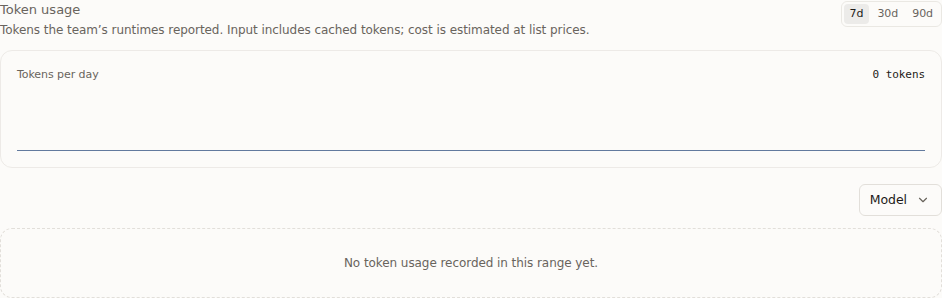 Token usage
7d 30d 90d
Tokens the team’s runtimes reported. Input includes cached tokens; cost is estimated at list prices.
Tokens per day
0 tokens
Model
No token usage recorded in this range yet.